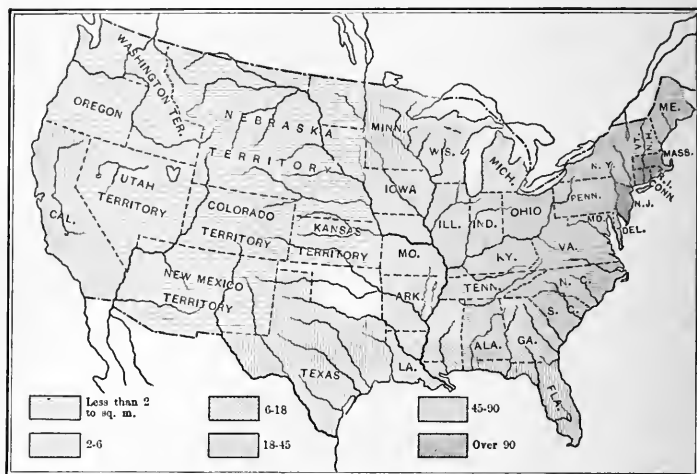 WASHINGTON TER.
OREGON
NEBRASKA
TERRITORY
MINN.
WIS.
MICH.
ME.
VT.
N.H.
MASS.
R.I.
CONN.
N.Y.
PENN.
N.J.
UTAH
TERRITORY
CAL.
COLORADO
TERRITORY
KANSAS
TERRITORY
IOWA
ILL.
IND.
OHIO
MD.
DEL.
MO.
KY.
VA.
NEW MEXICO
TERRITORY
ARK.
TENN.
N. C.
S. C.
TEXAS
LA.
ALA.
GA.
FLA.
Less than 2
to sq. m.
6-18
45-90
2-6
18-45
Over 90